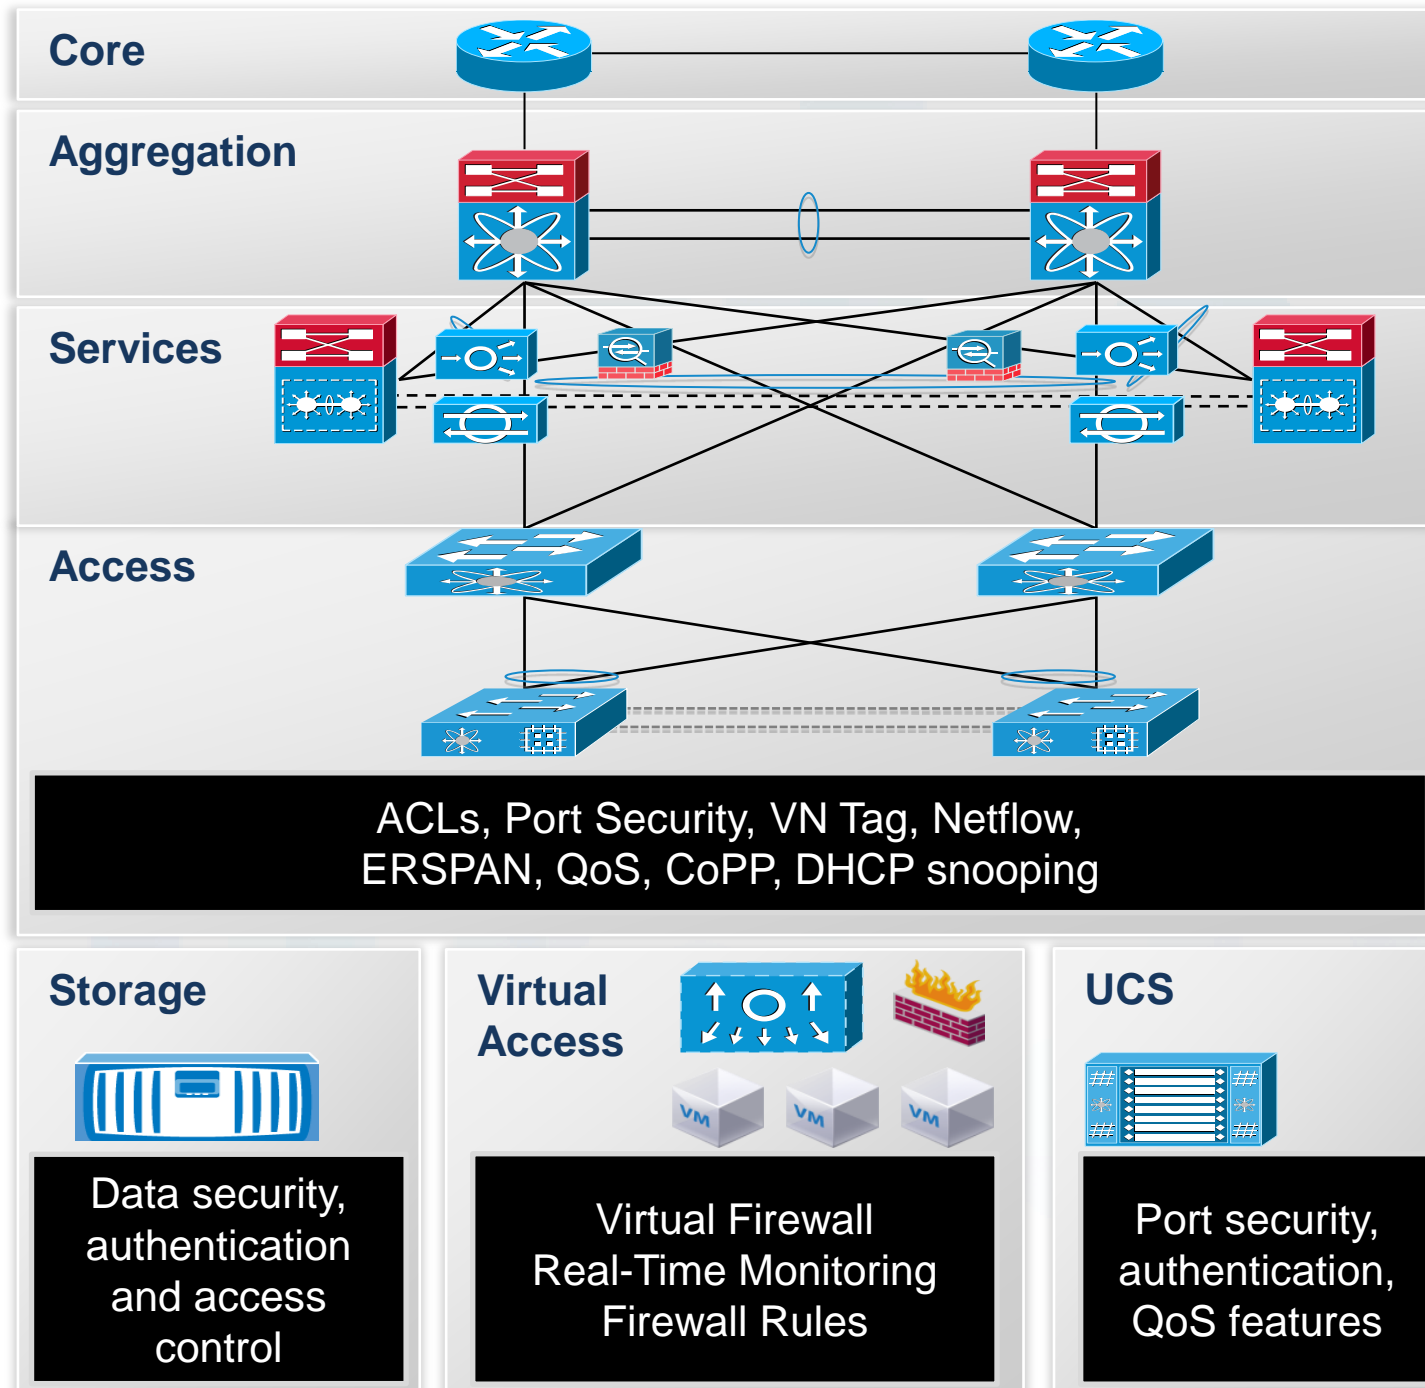 Core
Aggregation
Services
Access
ACLs, Port Security, VN Tag, Netflow,
ERSPAN, QoS, CoPP, DHCP snooping
Storage
Data security,
authentication
and access
control
Virtual
Access
VM
VM
VM
Virtual Firewall
Real-Time Monitoring
Firewall Rules
UCS
Port security,
authentication,
QoS features